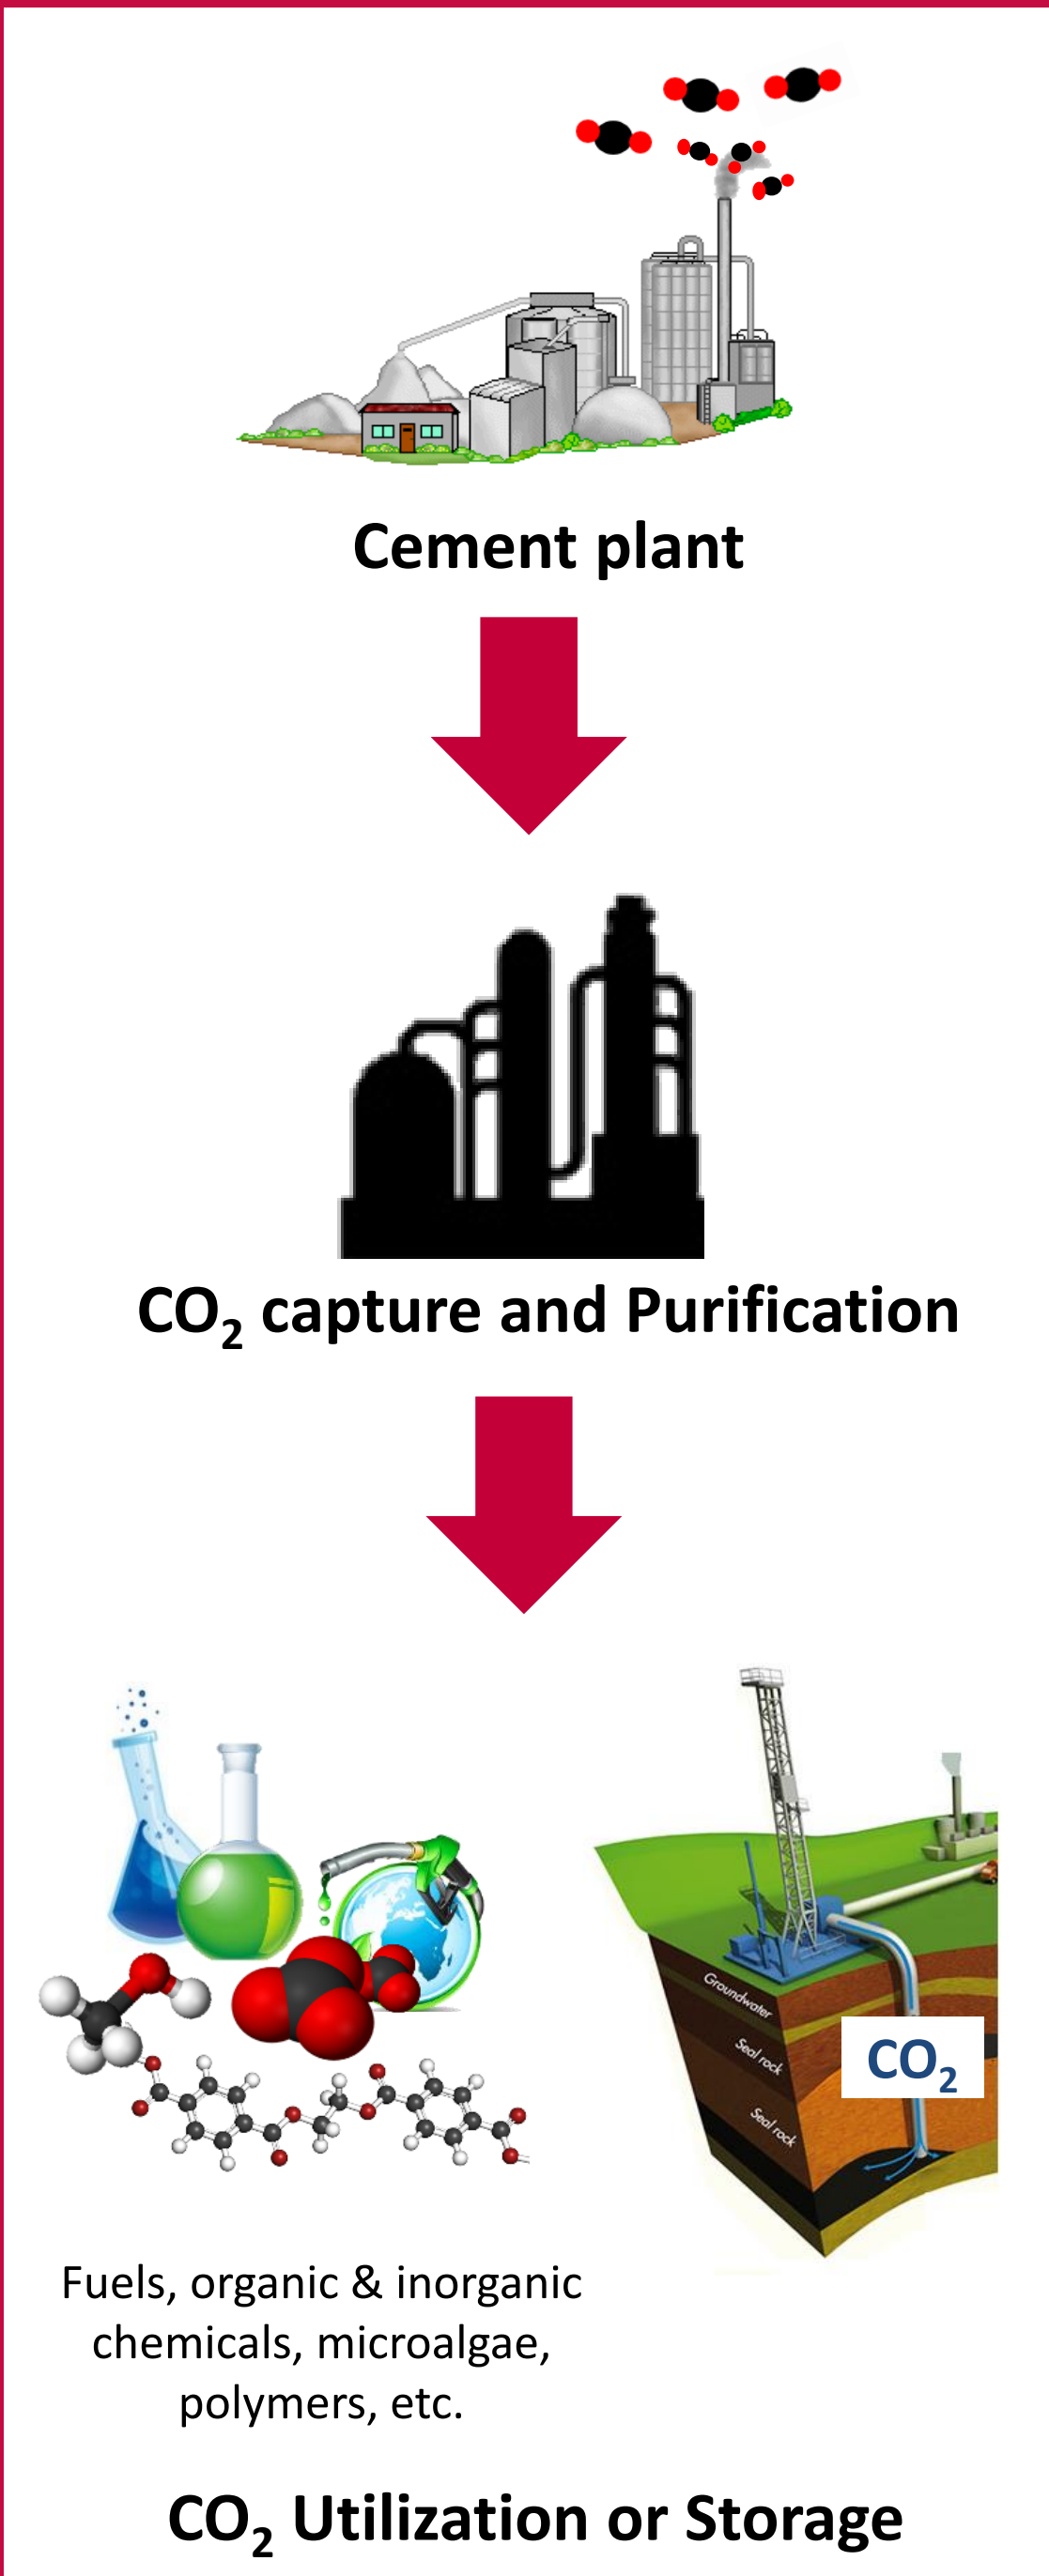 Cement plant
CO₂ capture and Purification
Groundwater
Seal rock
Seal rock
CO₂
Fuels, organic & inorganic
chemicals, microalgae,
polymers, etc.
CO₂ Utilization or Storage